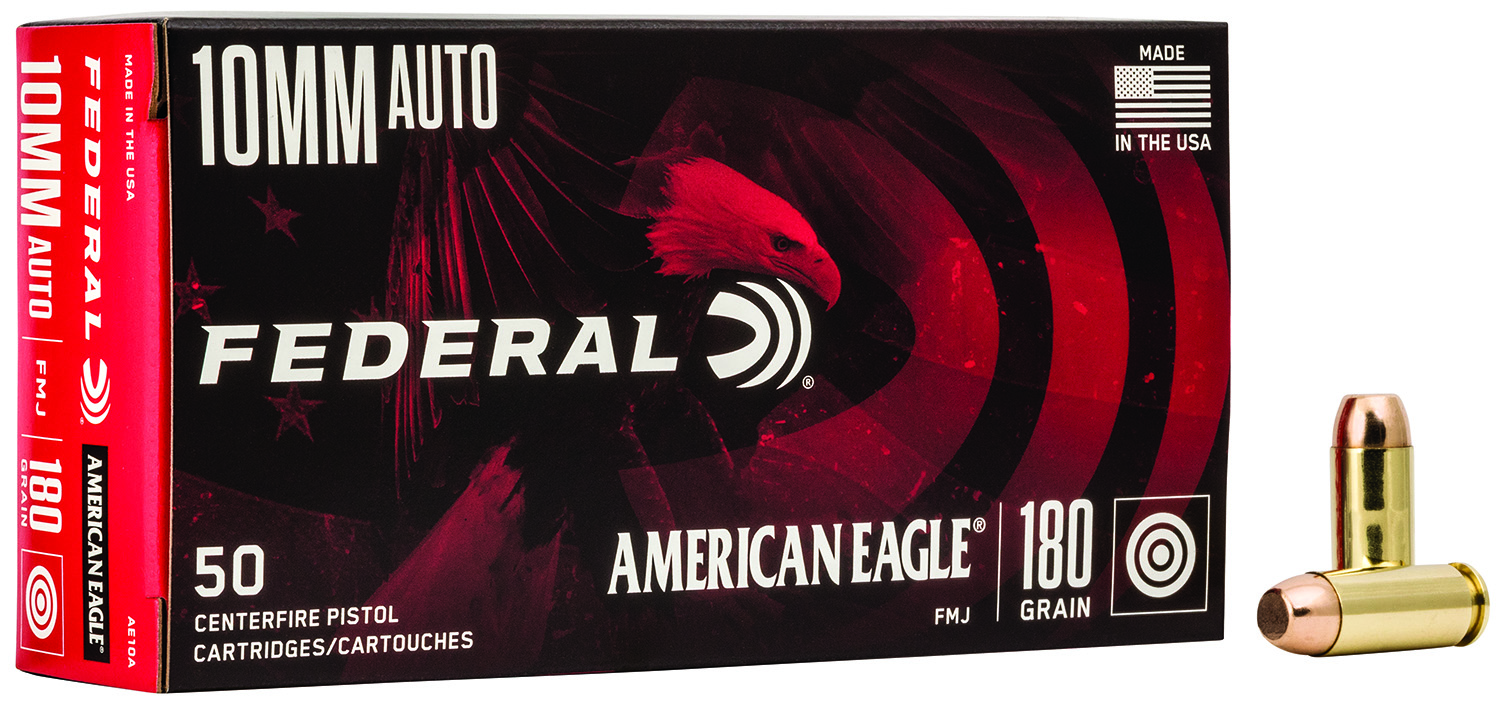 MADE IN THE USA
FEDERAL® AMERICAN EAGLE® AE10A
10MM AUTO | FMJ | 180 GRAIN
10MM AUTO
MADE
IN THE USA
FEDERAL®
50
CENTERFIRE PISTOL
CARTRIDGES/CARTOUCHES
AMERICAN EAGLE®
FMJ
180
GRAIN